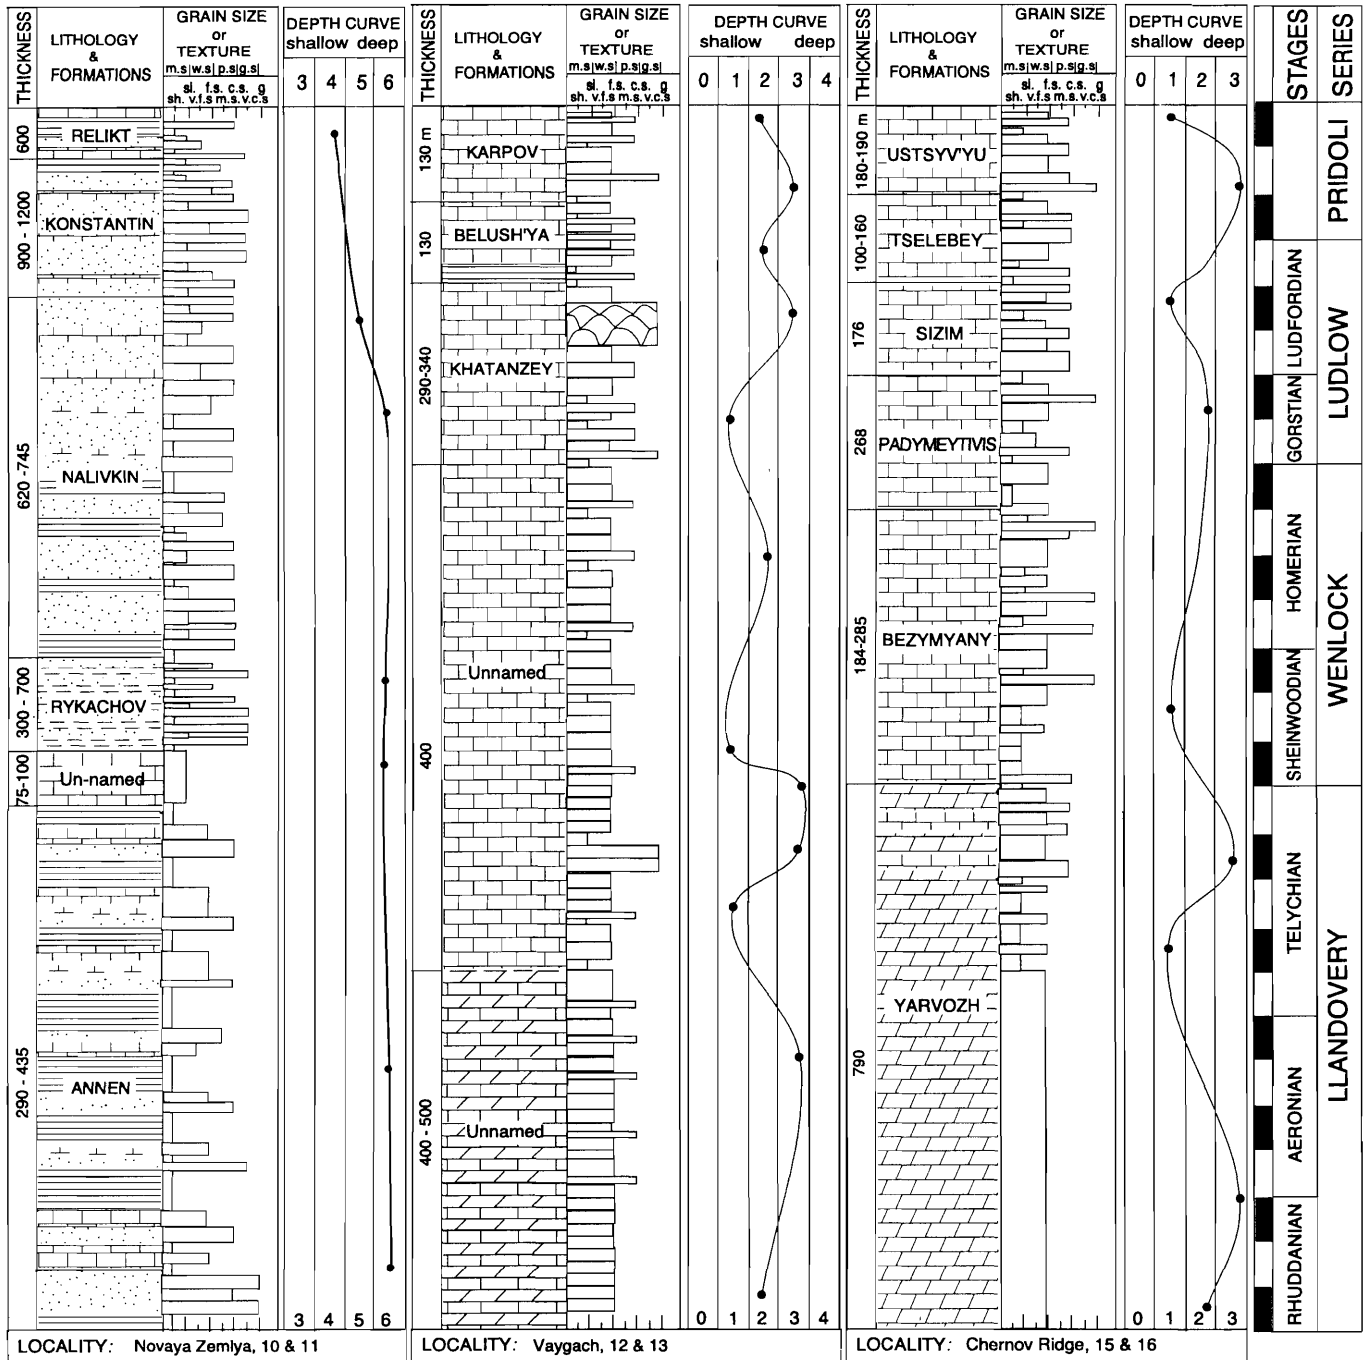 THICKNESS
LITHOLOGY
&
FORMATIONS
GRAIN SIZE
or
TEXTURE
m.s|w.s| p.s|g.s|
sl. f.s. c.s. g
sh. v.f.s m.s. v.c.s
DEPTH CURVE
shallow deep
3 4 5 6
600
RELIKT
900 - 1200
KONSTANTIN
620 -745
NALIVKIN
300 - 700
RYKACHOV
75-100
Un-named
290 - 435
ANNEN
3 4 5 6
LOCALITY: Novaya Zemlya, 10 & 11
THICKNESS
LITHOLOGY
&
FORMATIONS
GRAIN SIZE
or
TEXTURE
m.s|w.s| p.s|g.s|
sl. f.s. c.s. g
sh. v.f.s m.s. v.c.s
DEPTH CURVE
shallow deep
0 1 2 3 4
130 m
KARPOV
130
BELUSH'YA
290-340
KHATANZEY
400
Unnamed
400 - 500
Unnamed
0 1 2 3 4
LOCALITY: Vaygach, 12 & 13
THICKNESS
LITHOLOGY
&
FORMATIONS
GRAIN SIZE
or
TEXTURE
m.s|w.s| p.s|g.s|
sl. f.s. c.s. g
sh. v.f.s m.s. v.c.s
DEPTH CURVE
shallow deep
0 1 2 3
180-190 m
USTSYV'YU
100-160
TSELEBEY
176
SIZIM
268
PADYMEYTIVIS
184-285
BEZYMYANY
790
YARVOZH
0 1 2 3
LOCALITY: Chernov Ridge, 15 & 16
STAGES
SERIES
PRIDOLI
LUDFORDIAN
GORSTIAN
LUDLOW
HOMERIAN
SHEINWOODIAN
WENLOCK
TELYCHIAN
AERONIAN
RHUDDANIAN
LLANDOVERY